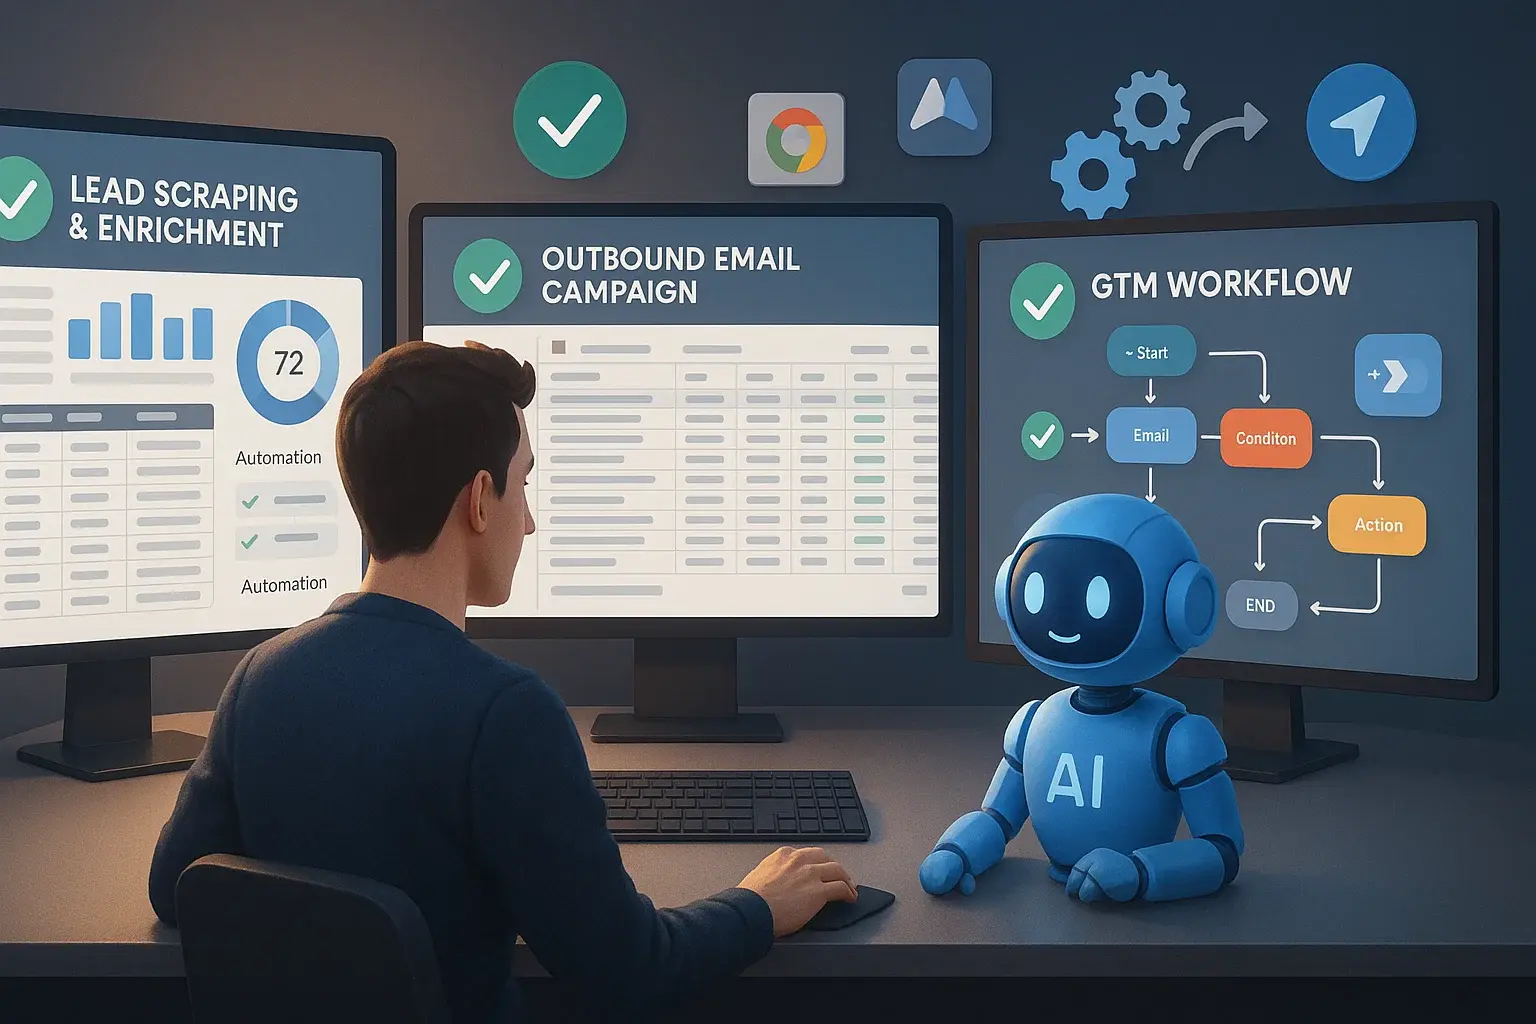 LEAD SCRAPING
& ENRICHMENT
72
Automation
Automation
OUTBOUND EMAIL
CAMPAIGN
GTM WORKFLOW
~ Start
Email
Conditon
Action
END
AI